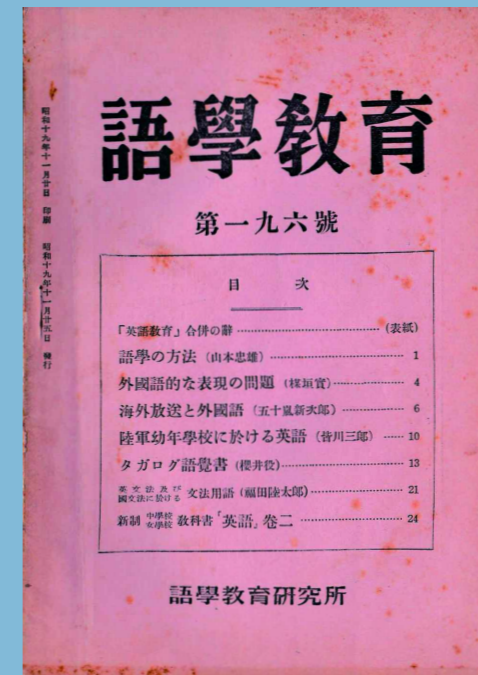 昭和十九年十一月廿日 印刷 昭和十九年十一月廿五日 發行
語學教育
第一九六號
目 次
『英語教育』合併の辭 (表紙)
語學の方法 (山本忠雄) 1
外國語的な表現の問題 (楳垣實) 4
海外放送と外國語 (五十嵐新次郎) 6
陸軍幼年學校に於ける英語 (皆川三郎) 10
タガログ語覺書 (櫻井役) 13
英文法及び國文法に於ける 文法用語 (福田陸太郎) 21
新制 中學校女學校 敎科書『英語』卷二 24
語學教育研究所